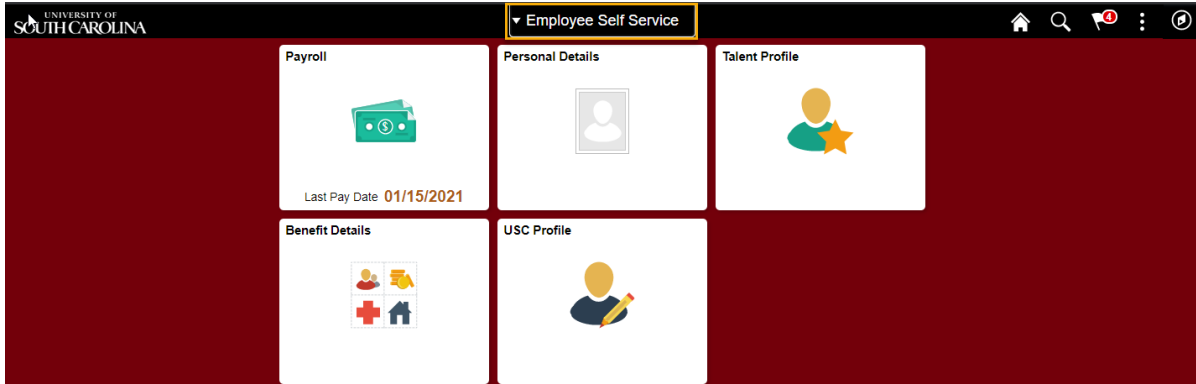 UNIVERSITY OF
SOUTH CAROLINA
Employee Self Service
4
Payroll
Last Pay Date 01/15/2021
Personal Details
Talent Profile
Benefit Details
USC Profile